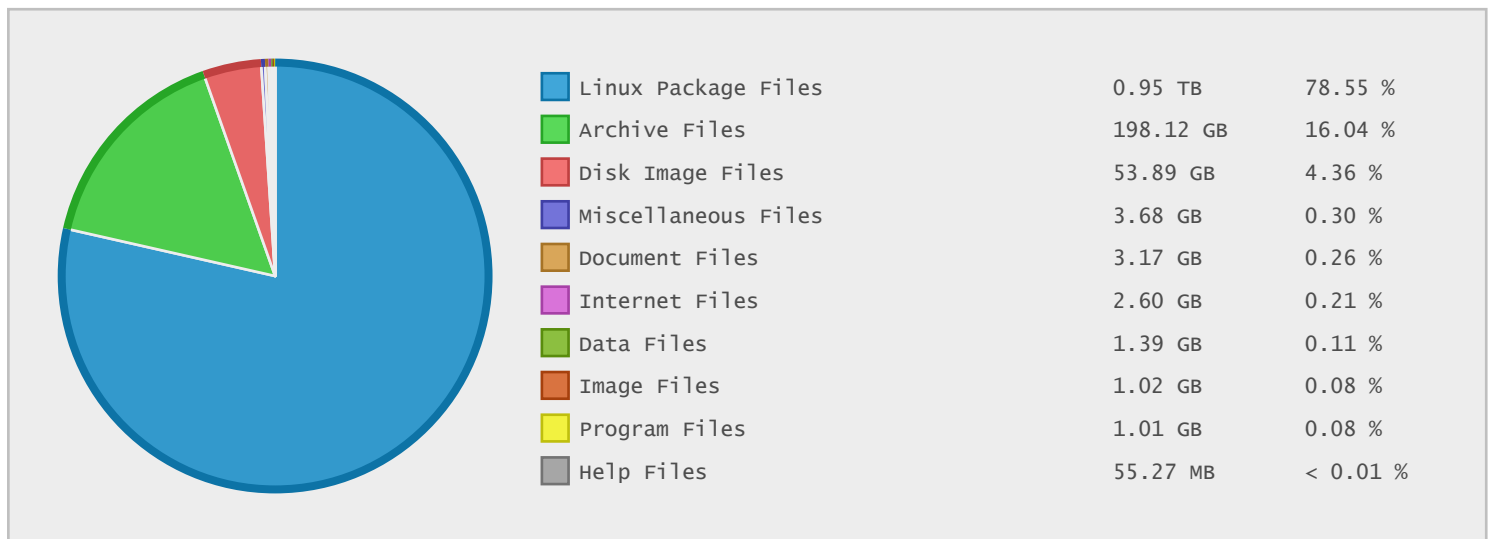 Linux Package Files 0.95 TB 78.55 %
Archive Files 198.12 GB 16.04 %
Disk Image Files 53.89 GB 4.36 %
Miscellaneous Files 3.68 GB 0.30 %
Document Files 3.17 GB 0.26 %
Internet Files 2.60 GB 0.21 %
Data Files 1.39 GB 0.11 %
Image Files 1.02 GB 0.08 %
Program Files 1.01 GB 0.08 %
Help Files 55.27 MB < 0.01 %